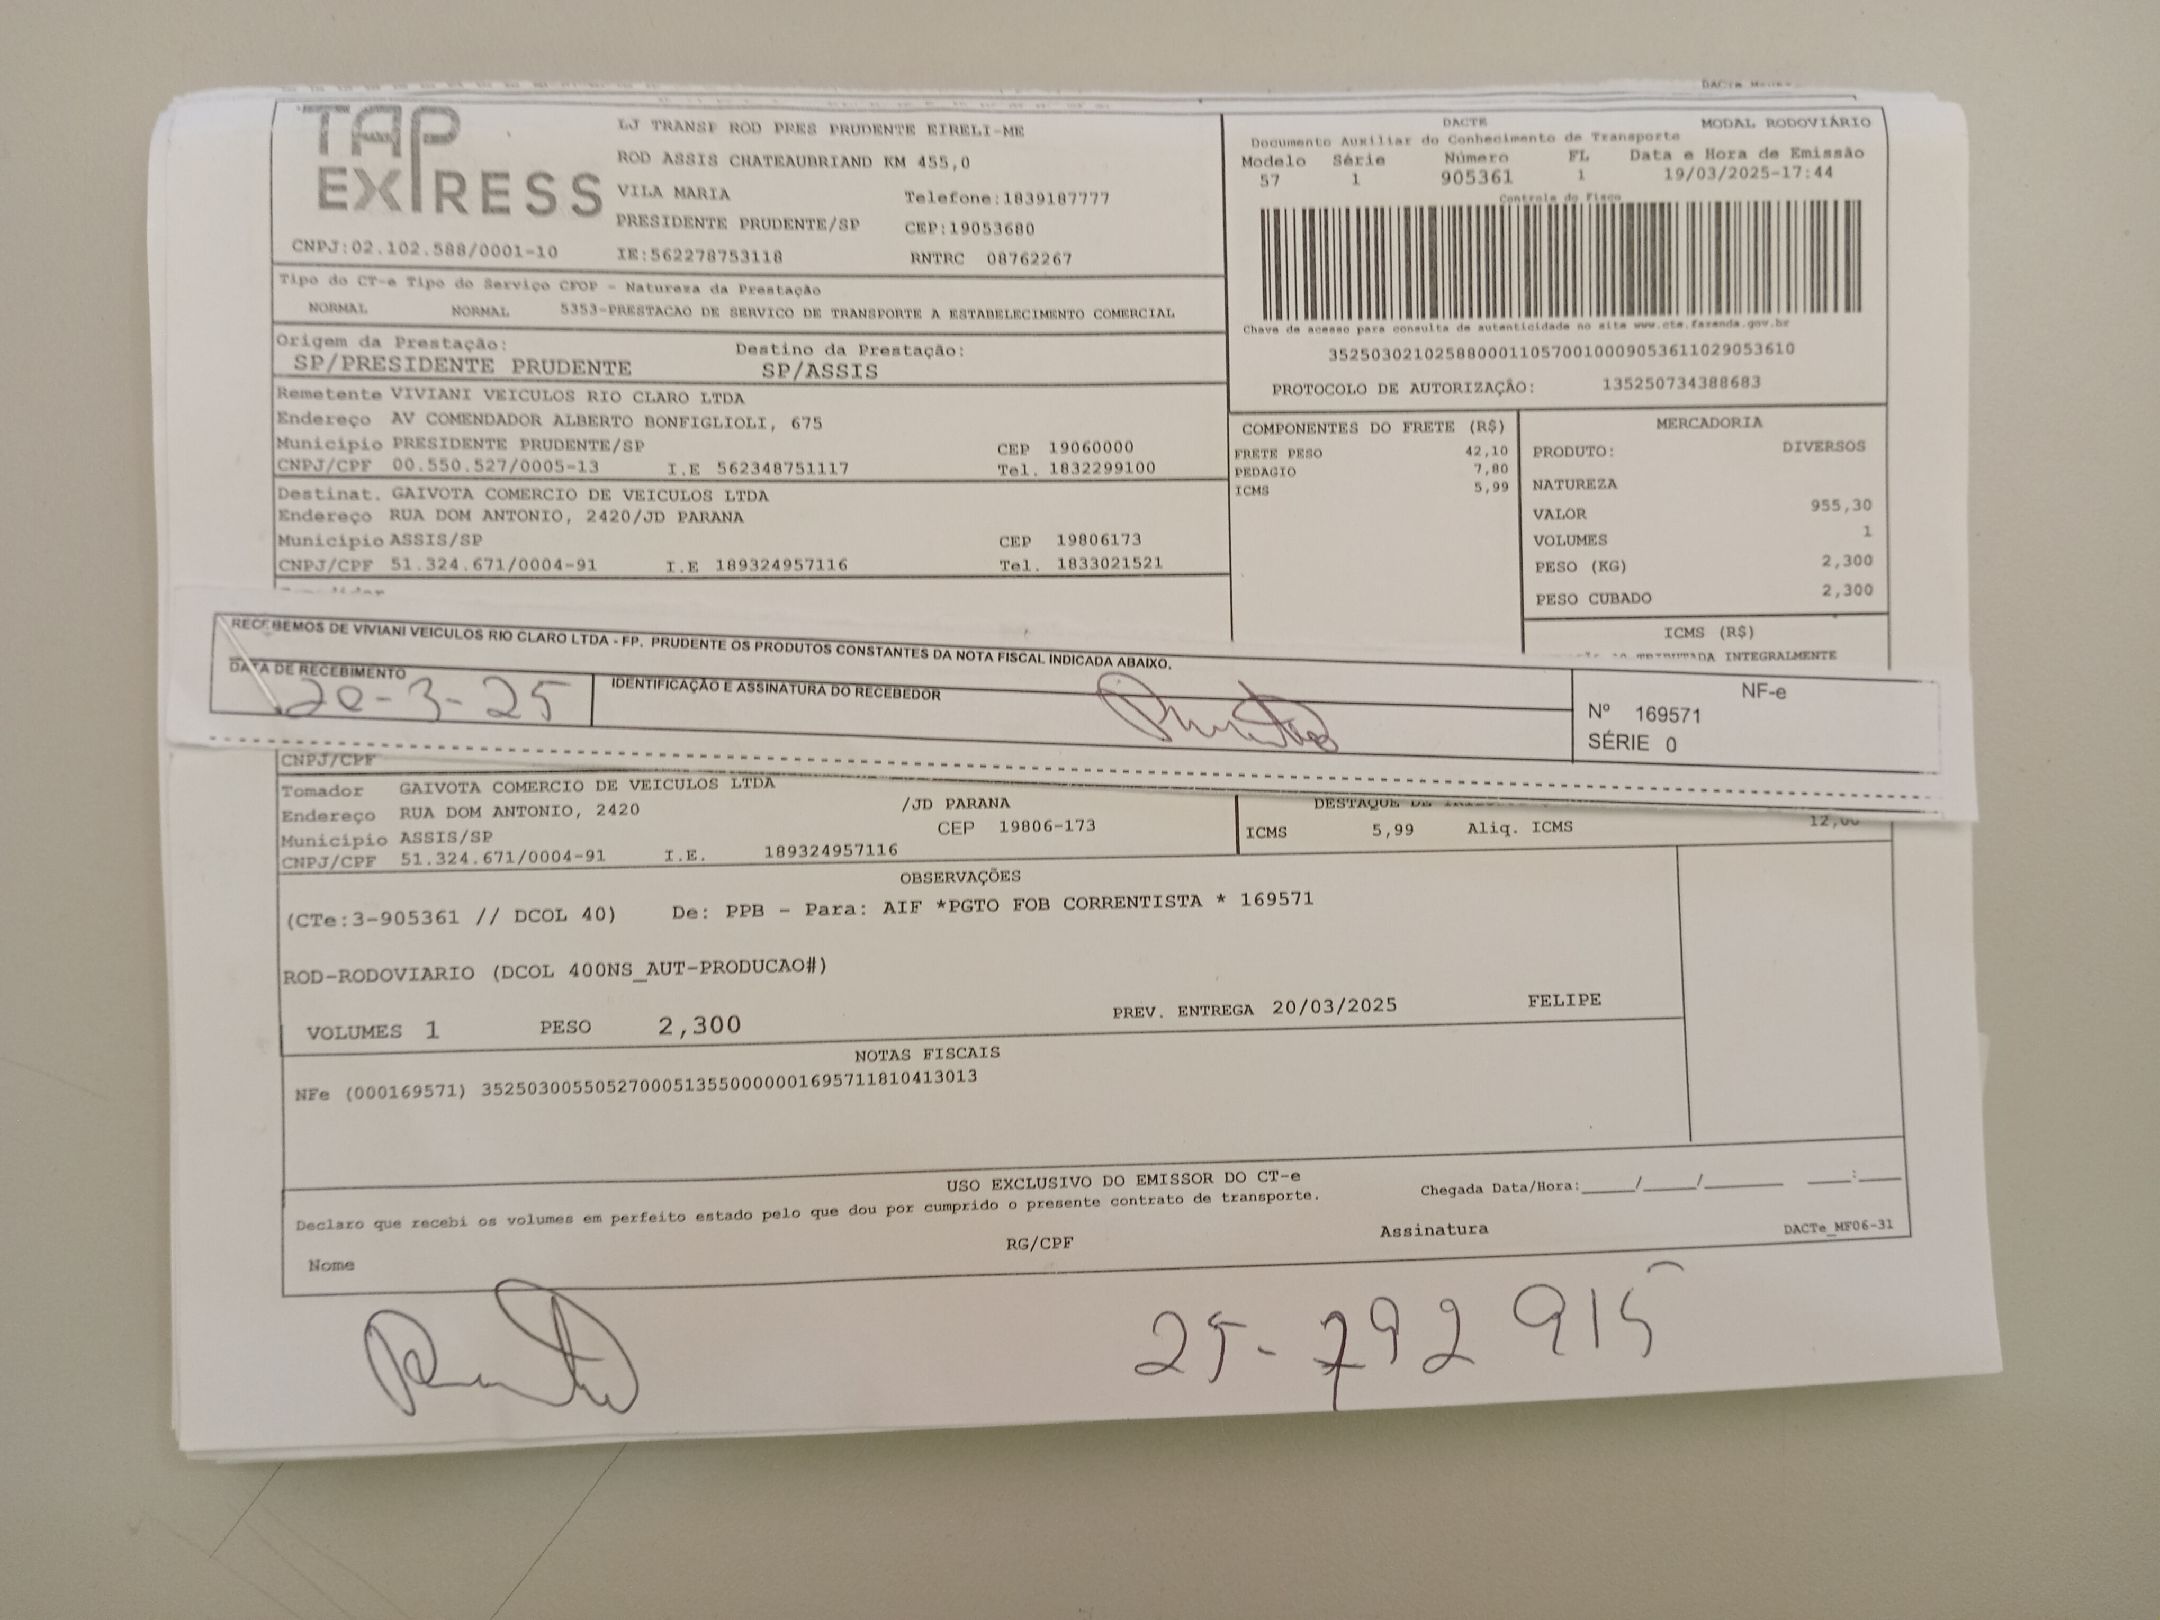 TAP EXPRESS
CNPJ:02.102.588/0001-10
LJ TRANSP ROD PRES PRUDENTE EIRELI-ME
ROD ASSIS CHATEAUBRIAND KM 455,0
VILA MARIA Telefone:1839187777
PRESIDENTE PRUDENTE/SP CEP:19053680
IE:562278753118 RNTRC 08762267
DACTE MODAL RODOVIÁRIO
Documento Auxiliar do Conhecimento de Transporte
Modelo Série Número FL Data e Hora de Emissão
57 1 905361 1 19/03/2025-17:44
Controle do Fisco
Chave de acesso para consulta de autenticidade no site www.cte.fazenda.gov.br
35250302102588000110570010009053611029053610
PROTOCOLO DE AUTORIZAÇÃO: 135250734388683
Tipo do CT-e Tipo do Serviço CFOP - Natureza da Prestação
NORMAL NORMAL 5353-PRESTACAO DE SERVICO DE TRANSPORTE A ESTABELECIMENTO COMERCIAL
Origem da Prestação: Destino da Prestação:
SP/PRESIDENTE PRUDENTE SP/ASSIS
Remetente VIVIANI VEICULOS RIO CLARO LTDA
Endereço AV COMENDADOR ALBERTO BONFIGLIOLI, 675
Municipio PRESIDENTE PRUDENTE/SP CEP 19060000
CNPJ/CPF 00.550.527/0005-13 I.E 562348751117 Tel. 1832299100
Destinat. GAIVOTA COMERCIO DE VEICULOS LTDA
Endereço RUA DOM ANTONIO, 2420/JD PARANA
Municipio ASSIS/SP CEP 19806173
CNPJ/CPF 51.324.671/0004-91 I.E 189324957116 Tel. 1833021521
COMPONENTES DO FRETE (R$)
FRETE PESO 42,10
PEDAGIO 7,80
ICMS 5,99
MERCADORIA
PRODUTO: DIVERSOS
NATUREZA
VALOR 955,30
VOLUMES 1
PESO (KG) 2,300
PESO CUBADO 2,300
ICMS (R$)
INTEGRALMENTE
RECEBEMOS DE VIVIANI VEICULOS RIO CLARO LTDA - FP. PRUDENTE OS PRODUTOS CONSTANTES DA NOTA FISCAL INDICADA ABAIXO.
DATA DE RECEBIMENTO IDENTIFICAÇÃO E ASSINATURA DO RECEBEDOR
20-3-25
NF-e
Nº 169571
SÉRIE 0
CNPJ/CPF
Tomador GAIVOTA COMERCIO DE VEICULOS LTDA
Endereço RUA DOM ANTONIO, 2420 /JD PARANA
Municipio ASSIS/SP CEP 19806-173
CNPJ/CPF 51.324.671/0004-91 I.E. 189324957116
DESTAQUE DE
ICMS 5,99 Aliq. ICMS 12,00
OBSERVAÇÕES
(CTe:3-905361 // DCOL 40) De: PPB - Para: AIF *PGTO FOB CORRENTISTA * 169571
ROD-RODOVIARIO (DCOL 400NS_AUT-PRODUCAO#)
VOLUMES 1 PESO 2,300 PREV. ENTREGA 20/03/2025 FELIPE
NOTAS FISCAIS
NFe (000169571) 35250300550527000513550000001695711810413013
USO EXCLUSIVO DO EMISSOR DO CT-e
Declaro que recebi os volumes em perfeito estado pelo que dou por cumprido o presente contrato de transporte.
Chegada Data/Hora:_____/_____/________ ____:____
Nome RG/CPF Assinatura DACTe_MF06-31
25-792 915